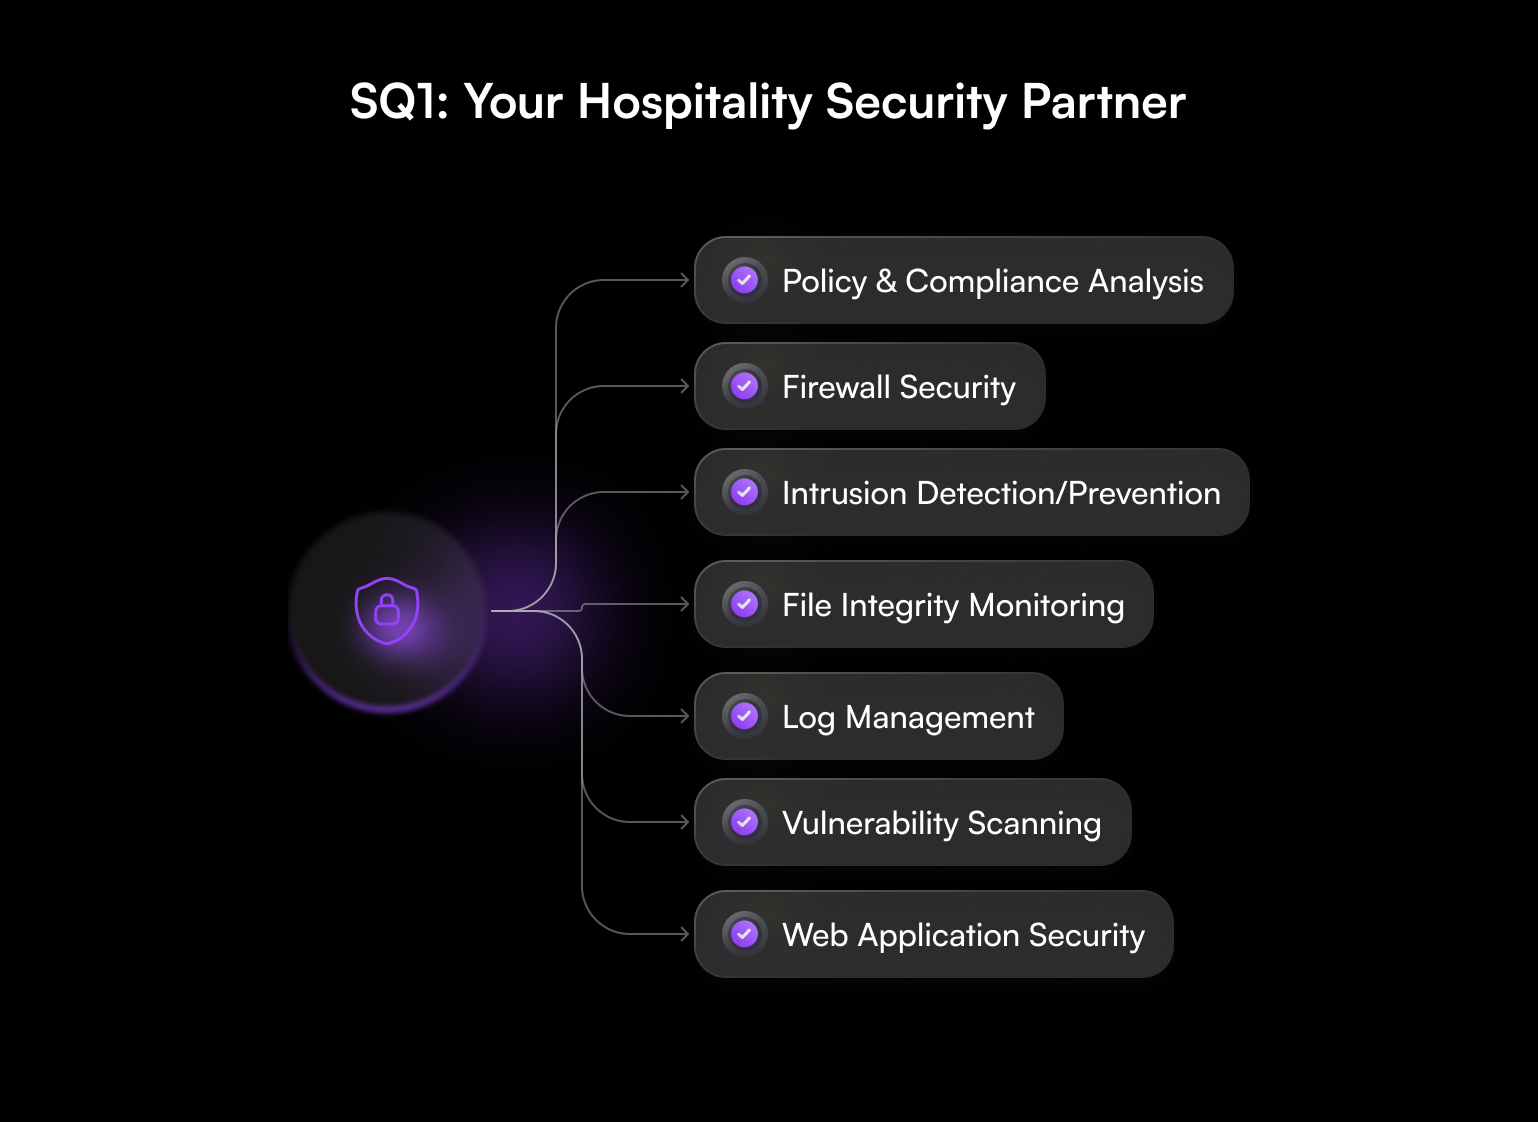 SQ1: Your Hospitality Security Partner
Policy & Compliance Analysis
Firewall Security
Intrusion Detection/Prevention
File Integrity Monitoring
Log Management
Vulnerability Scanning
Web Application Security